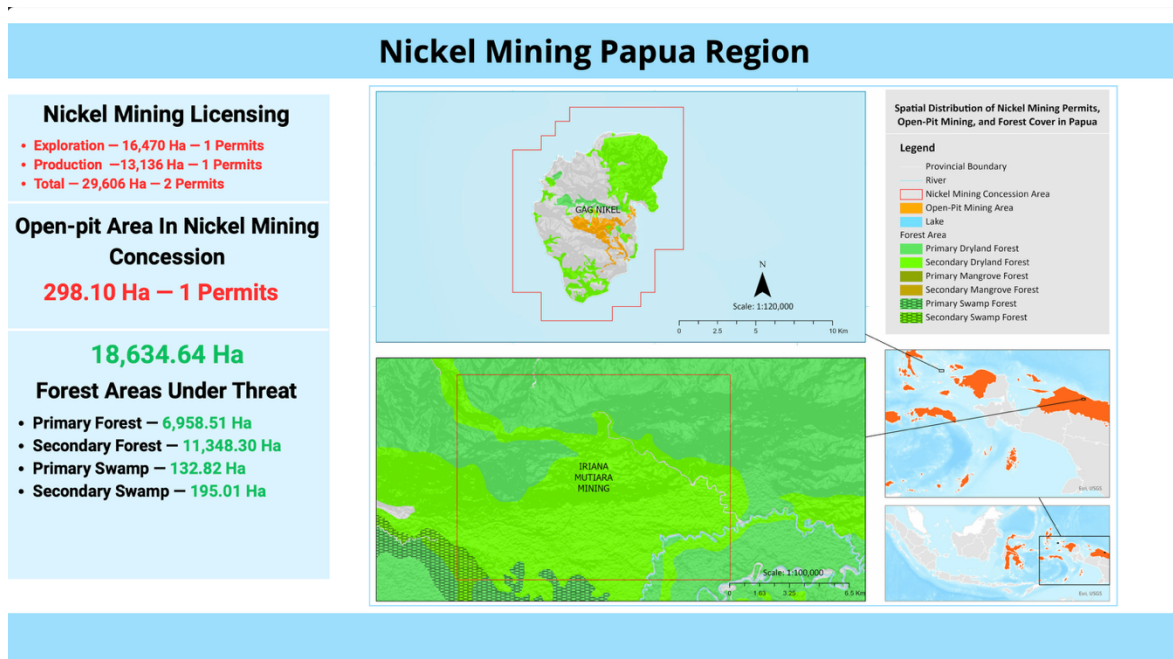 Nickel Mining Papua Region
Nickel Mining Licensing
• Exploration — 16,470 Ha — 1 Permits
• Production —13,136 Ha — 1 Permits
• Total — 29,606 Ha — 2 Permits
Open-pit Area In Nickel Mining
Concession
298.10 Ha — 1 Permits
18,634.64 Ha
Forest Areas Under Threat
• Primary Forest — 6,958.51 Ha
• Secondary Forest — 11,348.30 Ha
• Primary Swamp — 132.82 Ha
• Secondary Swamp — 195.01 Ha
GAG NIKEL
N
Scale: 1:120,000
0 2.5 5 10 Km
IRIANA
MUTIARA
MINING
Scale: 1:100,000
0 1.63 3.25 6.5 Km
Spatial Distribution of Nickel Mining Permits,
Open-Pit Mining, and Forest Cover in Papua
Legend
Provincial Boundary
River
Nickel Mining Concession Area
Open-Pit Mining Area
Lake
Forest Area
Primary Dryland Forest
Secondary Dryland Forest
Primary Mangrove Forest
Secondary Mangrove Forest
Primary Swamp Forest
Secondary Swamp Forest
Esri, USGS
Esri, USGS